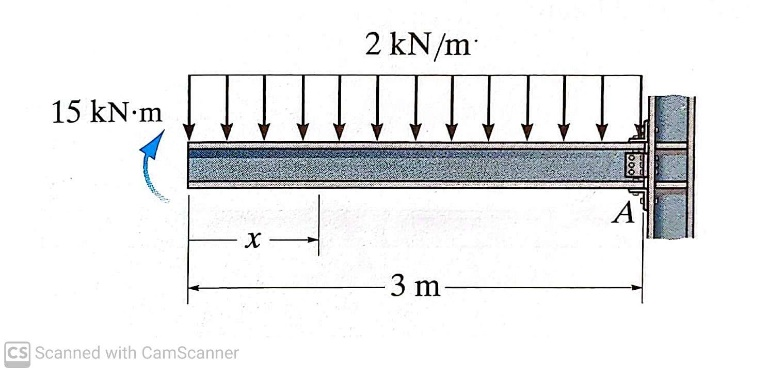 2 kN/m
15 kN·m
A
x
3 m
CS Scanned with CamScanner